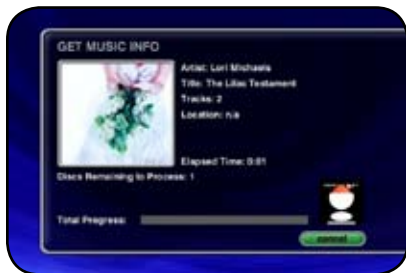 GET MUSIC INFO
Artist: Lori Michaels
Title: The Lilac Testament
Tracks: 2
Location: n/a
Elapsed Time: 0:01
Discs Remaining to Process: 1
Total Progress:
cancel